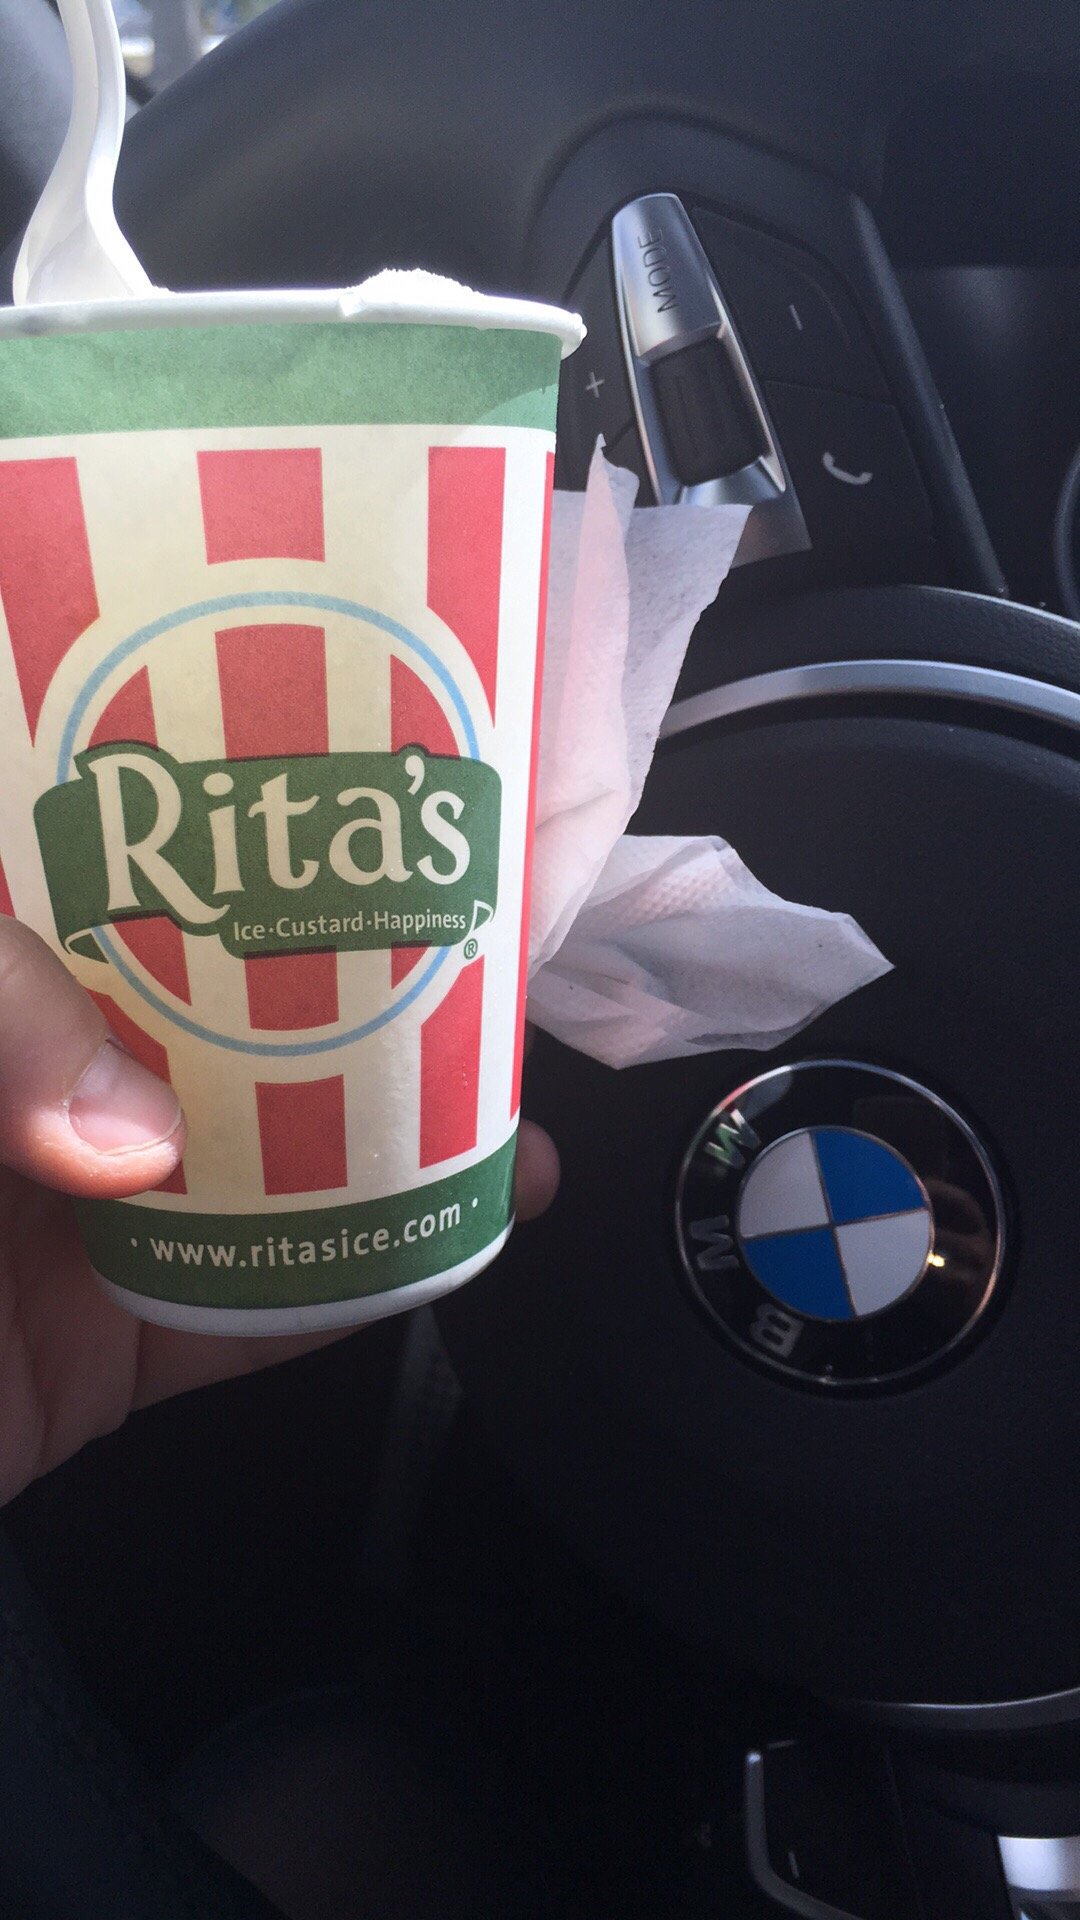 Rita's
Ice·Custard·Happiness
®
· www.ritasice.com ·
MODE
+
-
BMW
-